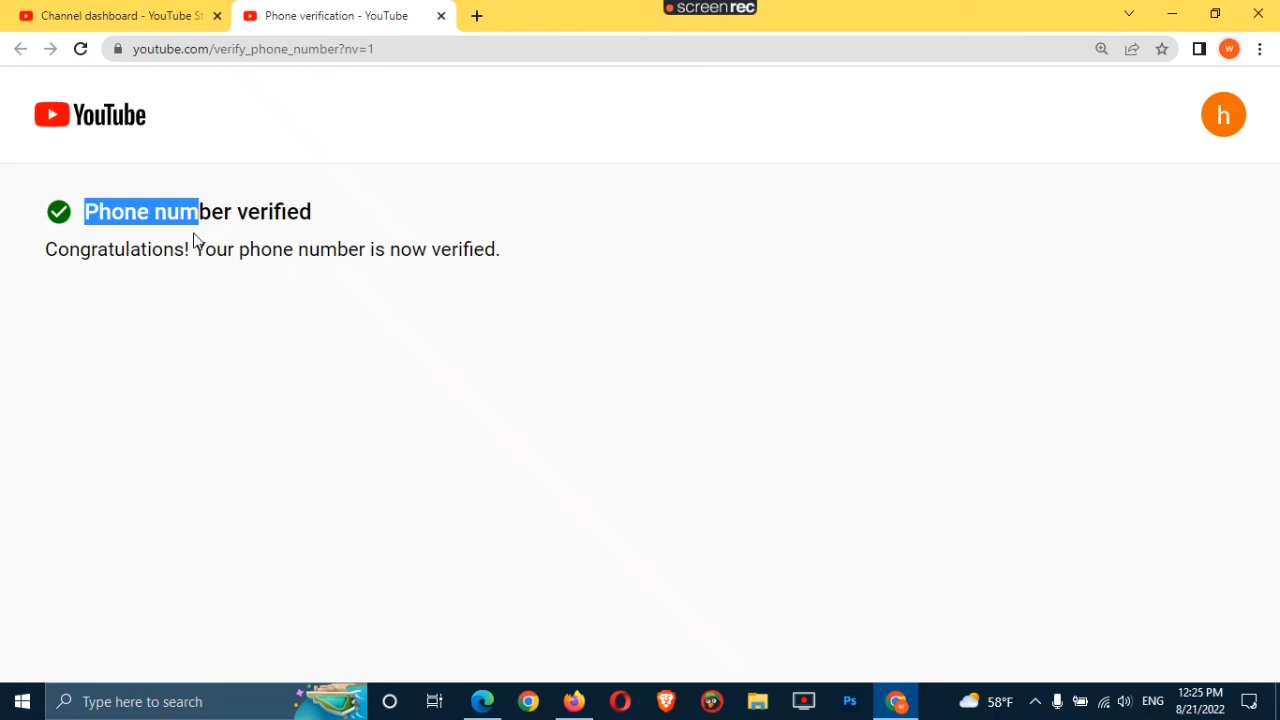 screenrec
Channel dashboard - YouTube St
Phone verification - YouTube
youtube.com/verify_phone_number?nv=1
W
YouTube
h
Phone number verified
Congratulations! Your phone number is now verified.
Type here to search
Ps
W
58°F
ENG
12:25 PM
8/21/2022